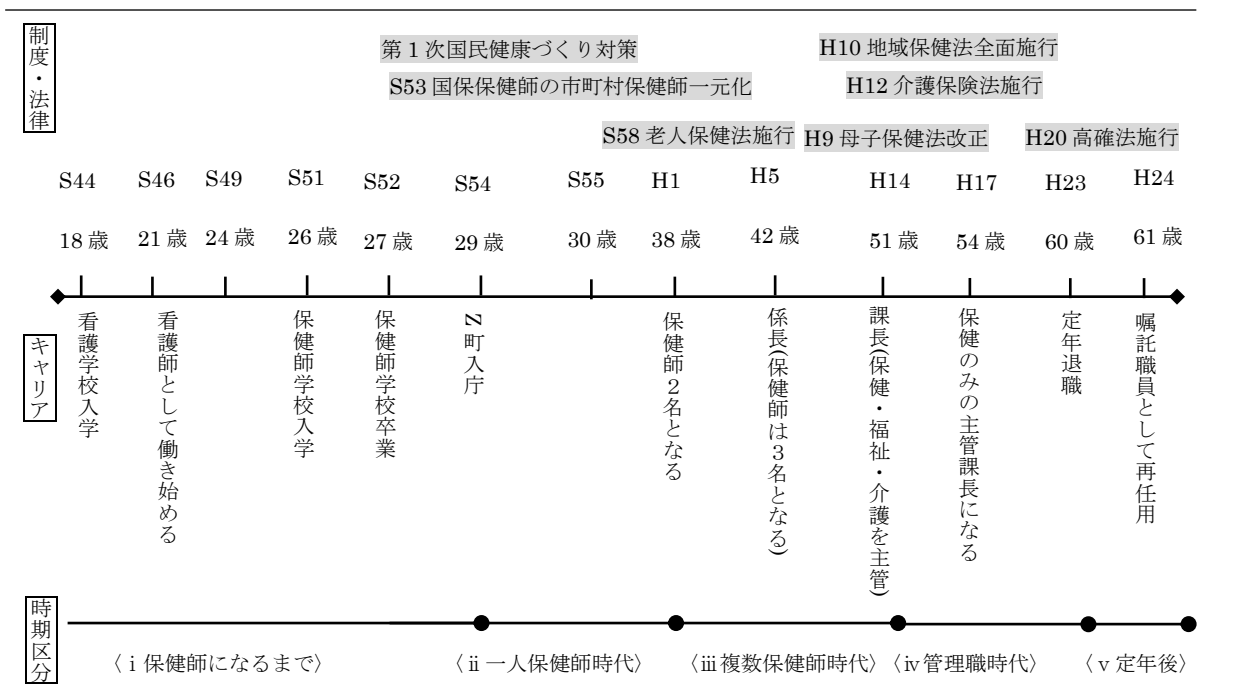 制度・法律
第1次国民健康づくり対策
H10 地域保健法全面施行
S53 国保保健師の市町村保健師一元化
H12 介護保険法施行
S58 老人保健法施行
H9 母子保健法改正
H20 高確法施行
S44 S46 S49 S51 S52 S54 S55 H1 H5 H14 H17 H23 H24
18歳 21歳 24歳 26歳 27歳 29歳 30歳 38歳 42歳 51歳 54歳 60歳 61歳
キャリア
看護学校入学
看護師として働き始める
保健師学校入学
保健師学校卒業
Z町入庁
保健師2名となる
係長(保健師は3名となる)
課長(保健・福祉・介護を主管)
保健のみの主管課長になる
定年退職
嘱託職員として再任用
時期区分
〈ⅰ保健師になるまで〉 〈ⅱ一人保健師時代〉 〈ⅲ複数保健師時代〉 〈ⅳ管理職時代〉 〈ⅴ定年後〉